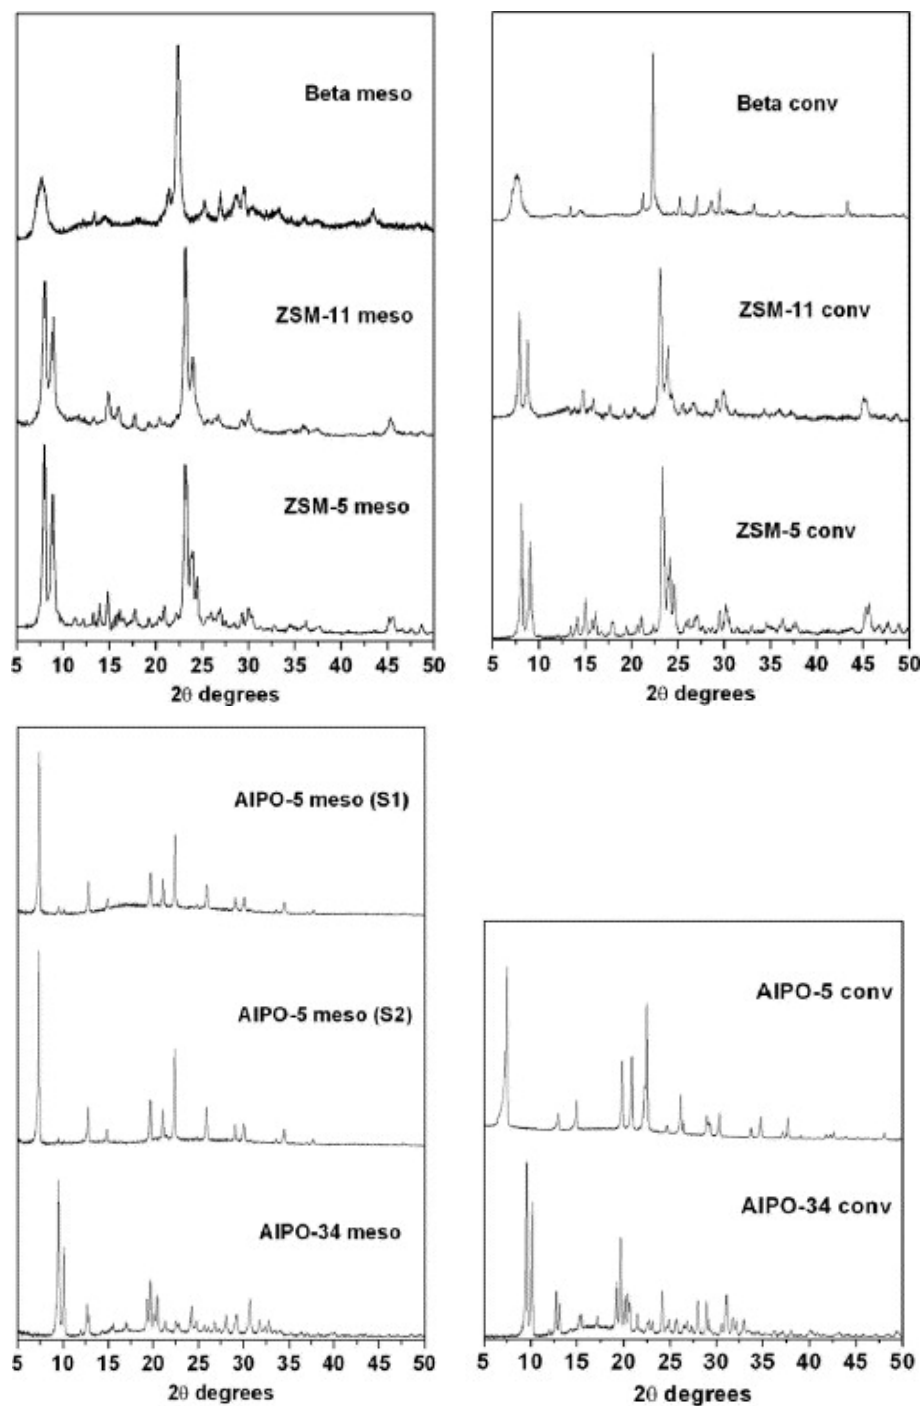 Beta meso
ZSM-11 meso
ZSM-5 meso
5 10 15 20 25 30 35 40 45 50
2θ degrees
Beta conv
ZSM-11 conv
ZSM-5 conv
5 10 15 20 25 30 35 40 45 50
2θ degrees
AlPO-5 meso (S1)
AlPO-5 meso (S2)
AlPO-34 meso
5 10 15 20 25 30 35 40 45 50
2θ degrees
AlPO-5 conv
AlPO-34 conv
5 10 15 20 25 30 35 40 45 50
2θ degrees